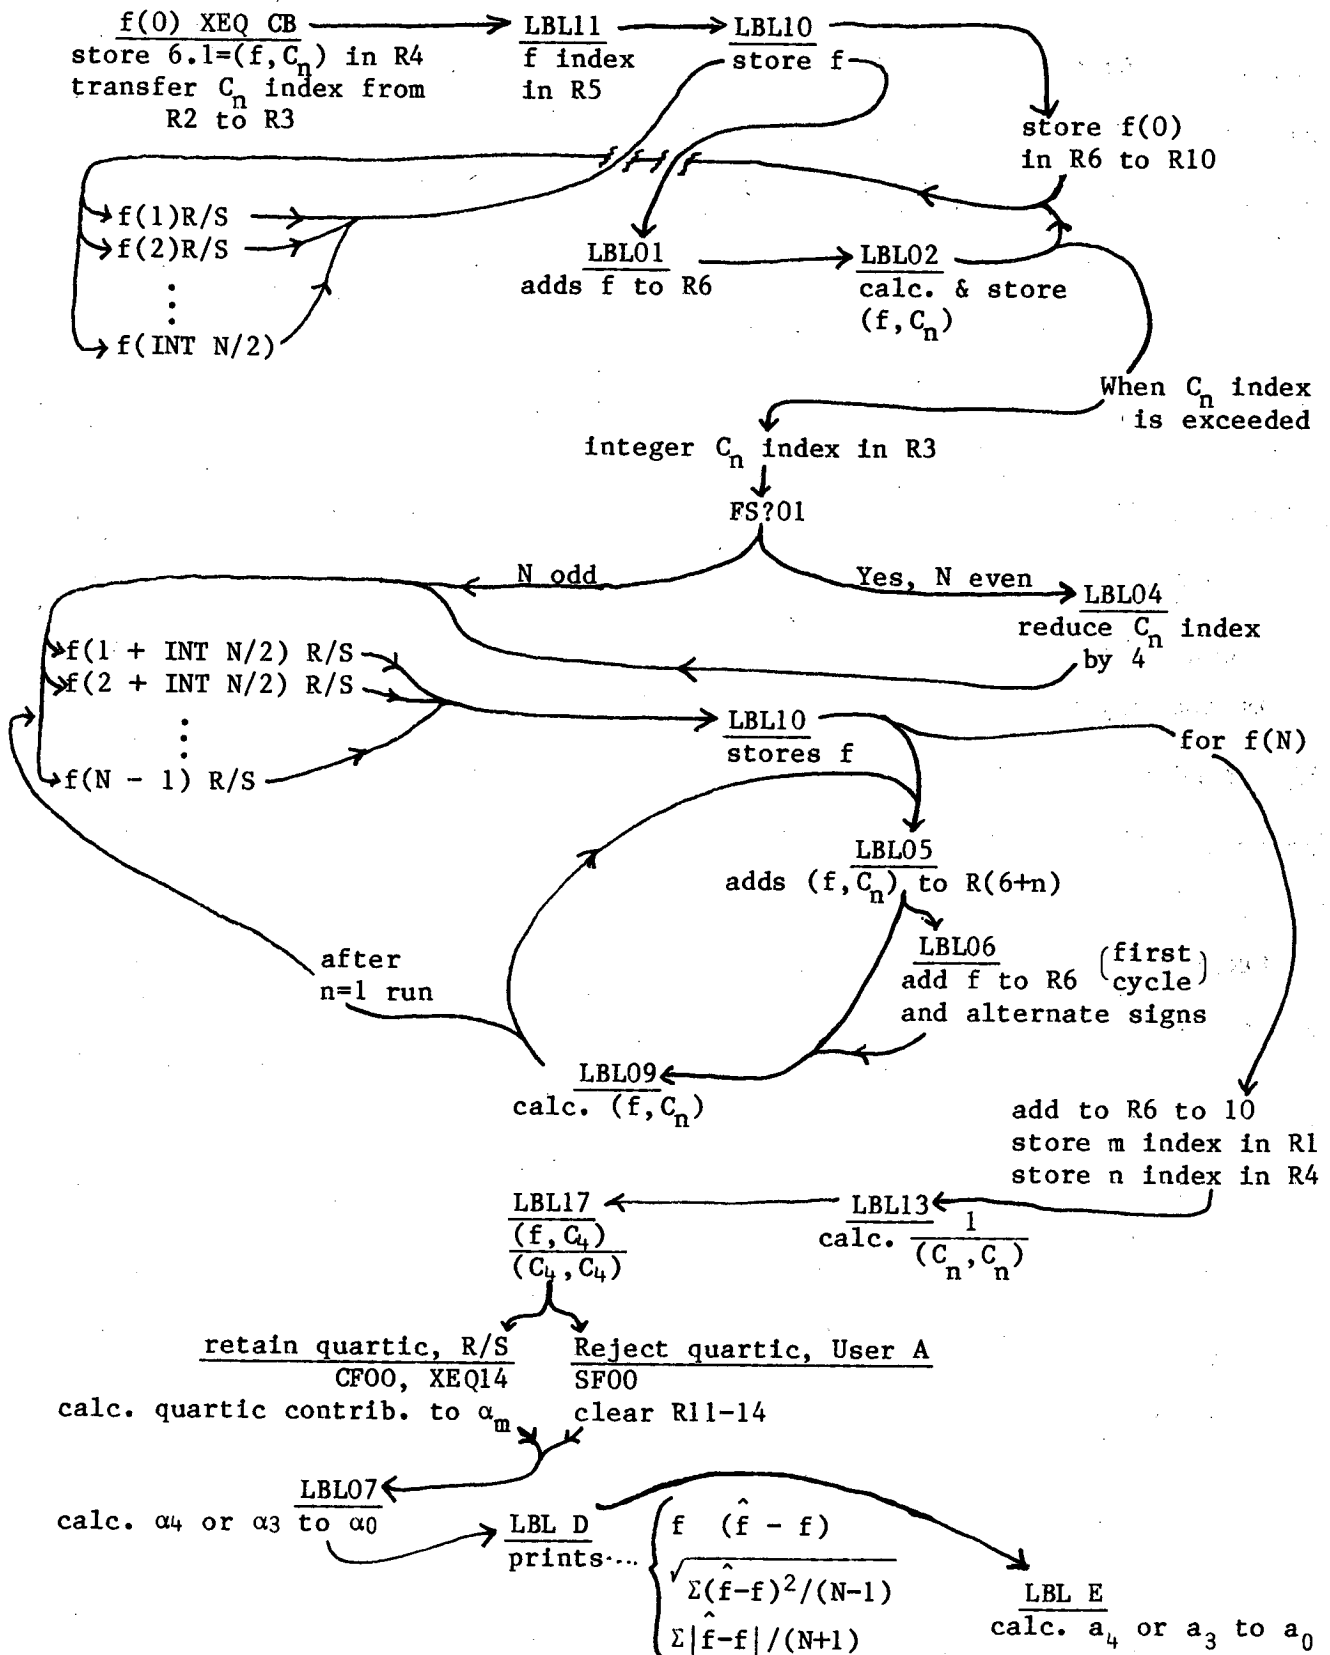 f(0) XEQ CB
store 6.1=(f,Cn) in R4
transfer Cn index from
R2 to R3
LBL11
f index
in R5
LBL10
store f
store f(0)
in R6 to R10
f(1)R/S
f(2)R/S
f(INT N/2)
LBL01
adds f to R6
LBL02
calc. & store
(f,Cn)
When Cn index
is exceeded
integer Cn index in R3
FS?01
N odd
Yes, N even
LBL04
reduce Cn index
by 4
f(1 + INT N/2) R/S
f(2 + INT N/2) R/S
f(N - 1) R/S
LBL10
stores f
for f(N)
LBL05
adds (f,Cn) to R(6+n)
LBL06
add f to R6 (first cycle)
and alternate signs
after
n=1 run
LBL09
calc. (f,Cn)
add to R6 to 10
store m index in R1
store n index in R4
LBL13
calc. 1/(Cn,Cn)
LBL17
(f,C4)
(C4,C4)
retain quartic, R/S
CF00, XEQ14
calc. quartic contrib. to αm
Reject quartic, User A
SF00
clear R11-14
LBL07
calc. α4 or α3 to α0
LBL D
prints....
f (f̂ - f)
√Σ(f̂-f)²/(N-1)
Σ|f̂-f|/(N+1)
LBL E
calc. a4 or a3 to a0